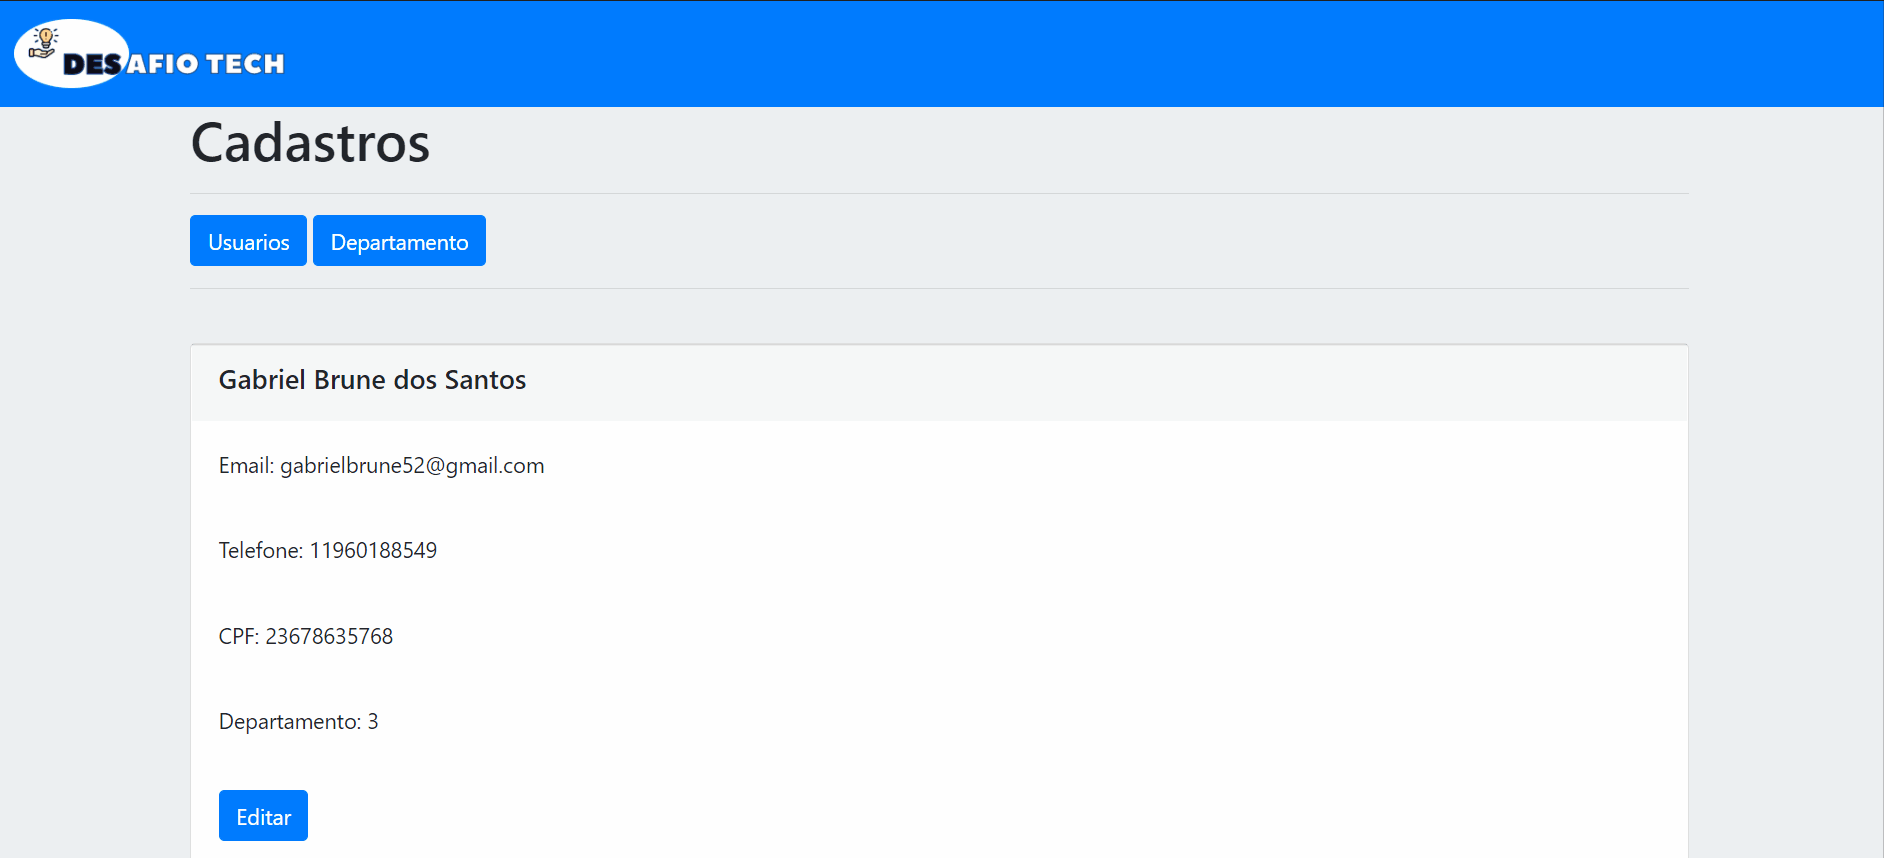 DESAFIO TECH
Cadastros
Usuarios Departamento
Gabriel Brune dos Santos
Email: gabrielbrune52@gmail.com
Telefone: 11960188549
CPF: 23678635768
Departamento: 3
Editar